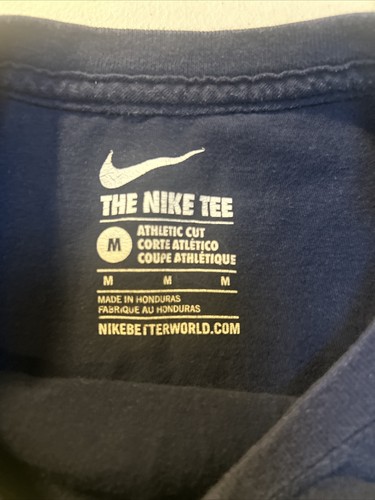 THE NIKE TEE
M
ATHLETIC CUT
CORTE ATLÉTICO
COUPE ATHLÉTIQUE
M M M
MADE IN HONDURAS
FABRIQUÉ AU HONDURAS
NIKEBETTERWORLD.COM